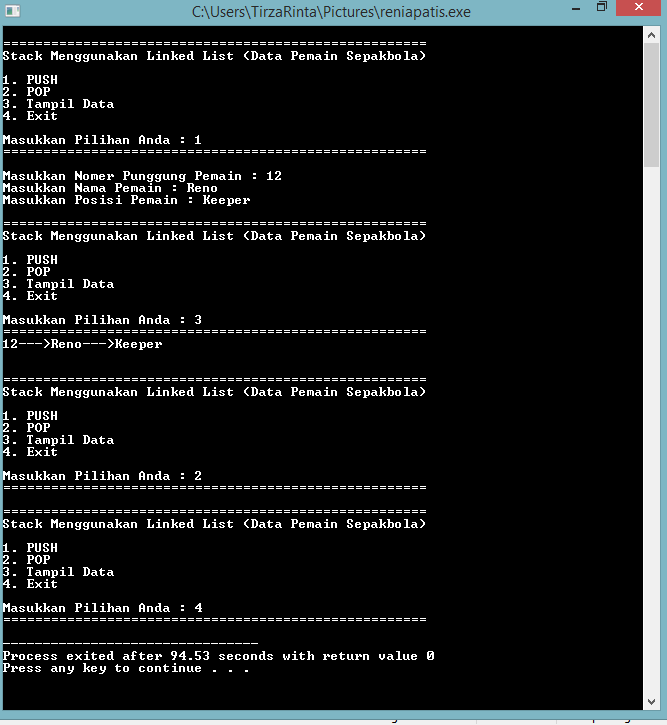 C:\Users\TirzaRinta\Pictures\reniapatis.exe
=====================================================
Stack Menggunakan Linked List (Data Pemain Sepakbola)
1. PUSH
2. POP
3. Tampil Data
4. Exit
Masukkan Pilihan Anda : 1
=====================================================
Masukkan Nomer Punggung Pemain : 12
Masukkan Nama Pemain : Reno
Masukkan Posisi Pemain : Keeper
=====================================================
Stack Menggunakan Linked List (Data Pemain Sepakbola)
1. PUSH
2. POP
3. Tampil Data
4. Exit
Masukkan Pilihan Anda : 3
=====================================================
12--->Reno--->Keeper
=====================================================
Stack Menggunakan Linked List (Data Pemain Sepakbola)
1. PUSH
2. POP
3. Tampil Data
4. Exit
Masukkan Pilihan Anda : 2
=====================================================
=====================================================
Stack Menggunakan Linked List (Data Pemain Sepakbola)
1. PUSH
2. POP
3. Tampil Data
4. Exit
Masukkan Pilihan Anda : 4
=====================================================
--------------------------------
Process exited after 94.53 seconds with return value 0
Press any key to continue . . .